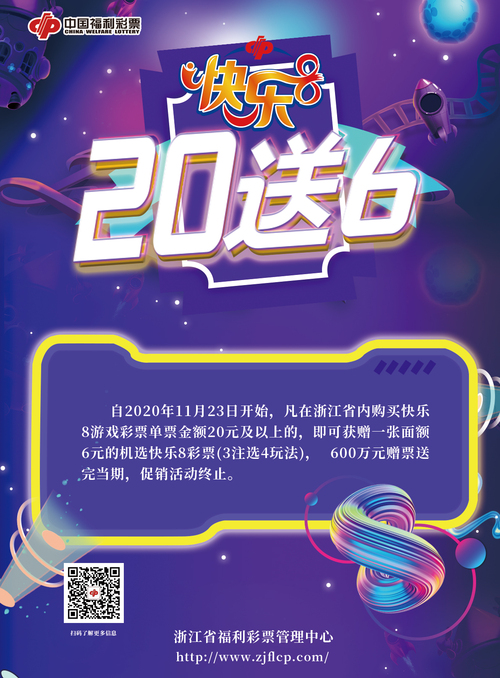 中国福利彩票
CHINA WELFARE LOTTERY
快乐8
20送6
自2020年11月23日开始，凡在浙江省内购买快乐
8游戏彩票单票金额20元及以上的，即可获赠一张面额
6元的机选快乐8彩票(3注选4玩法)， 600万元赠票送
完当期，促销活动终止。
扫码了解更多信息
浙江省福利彩票管理中心
http://www.zjflcp.com/